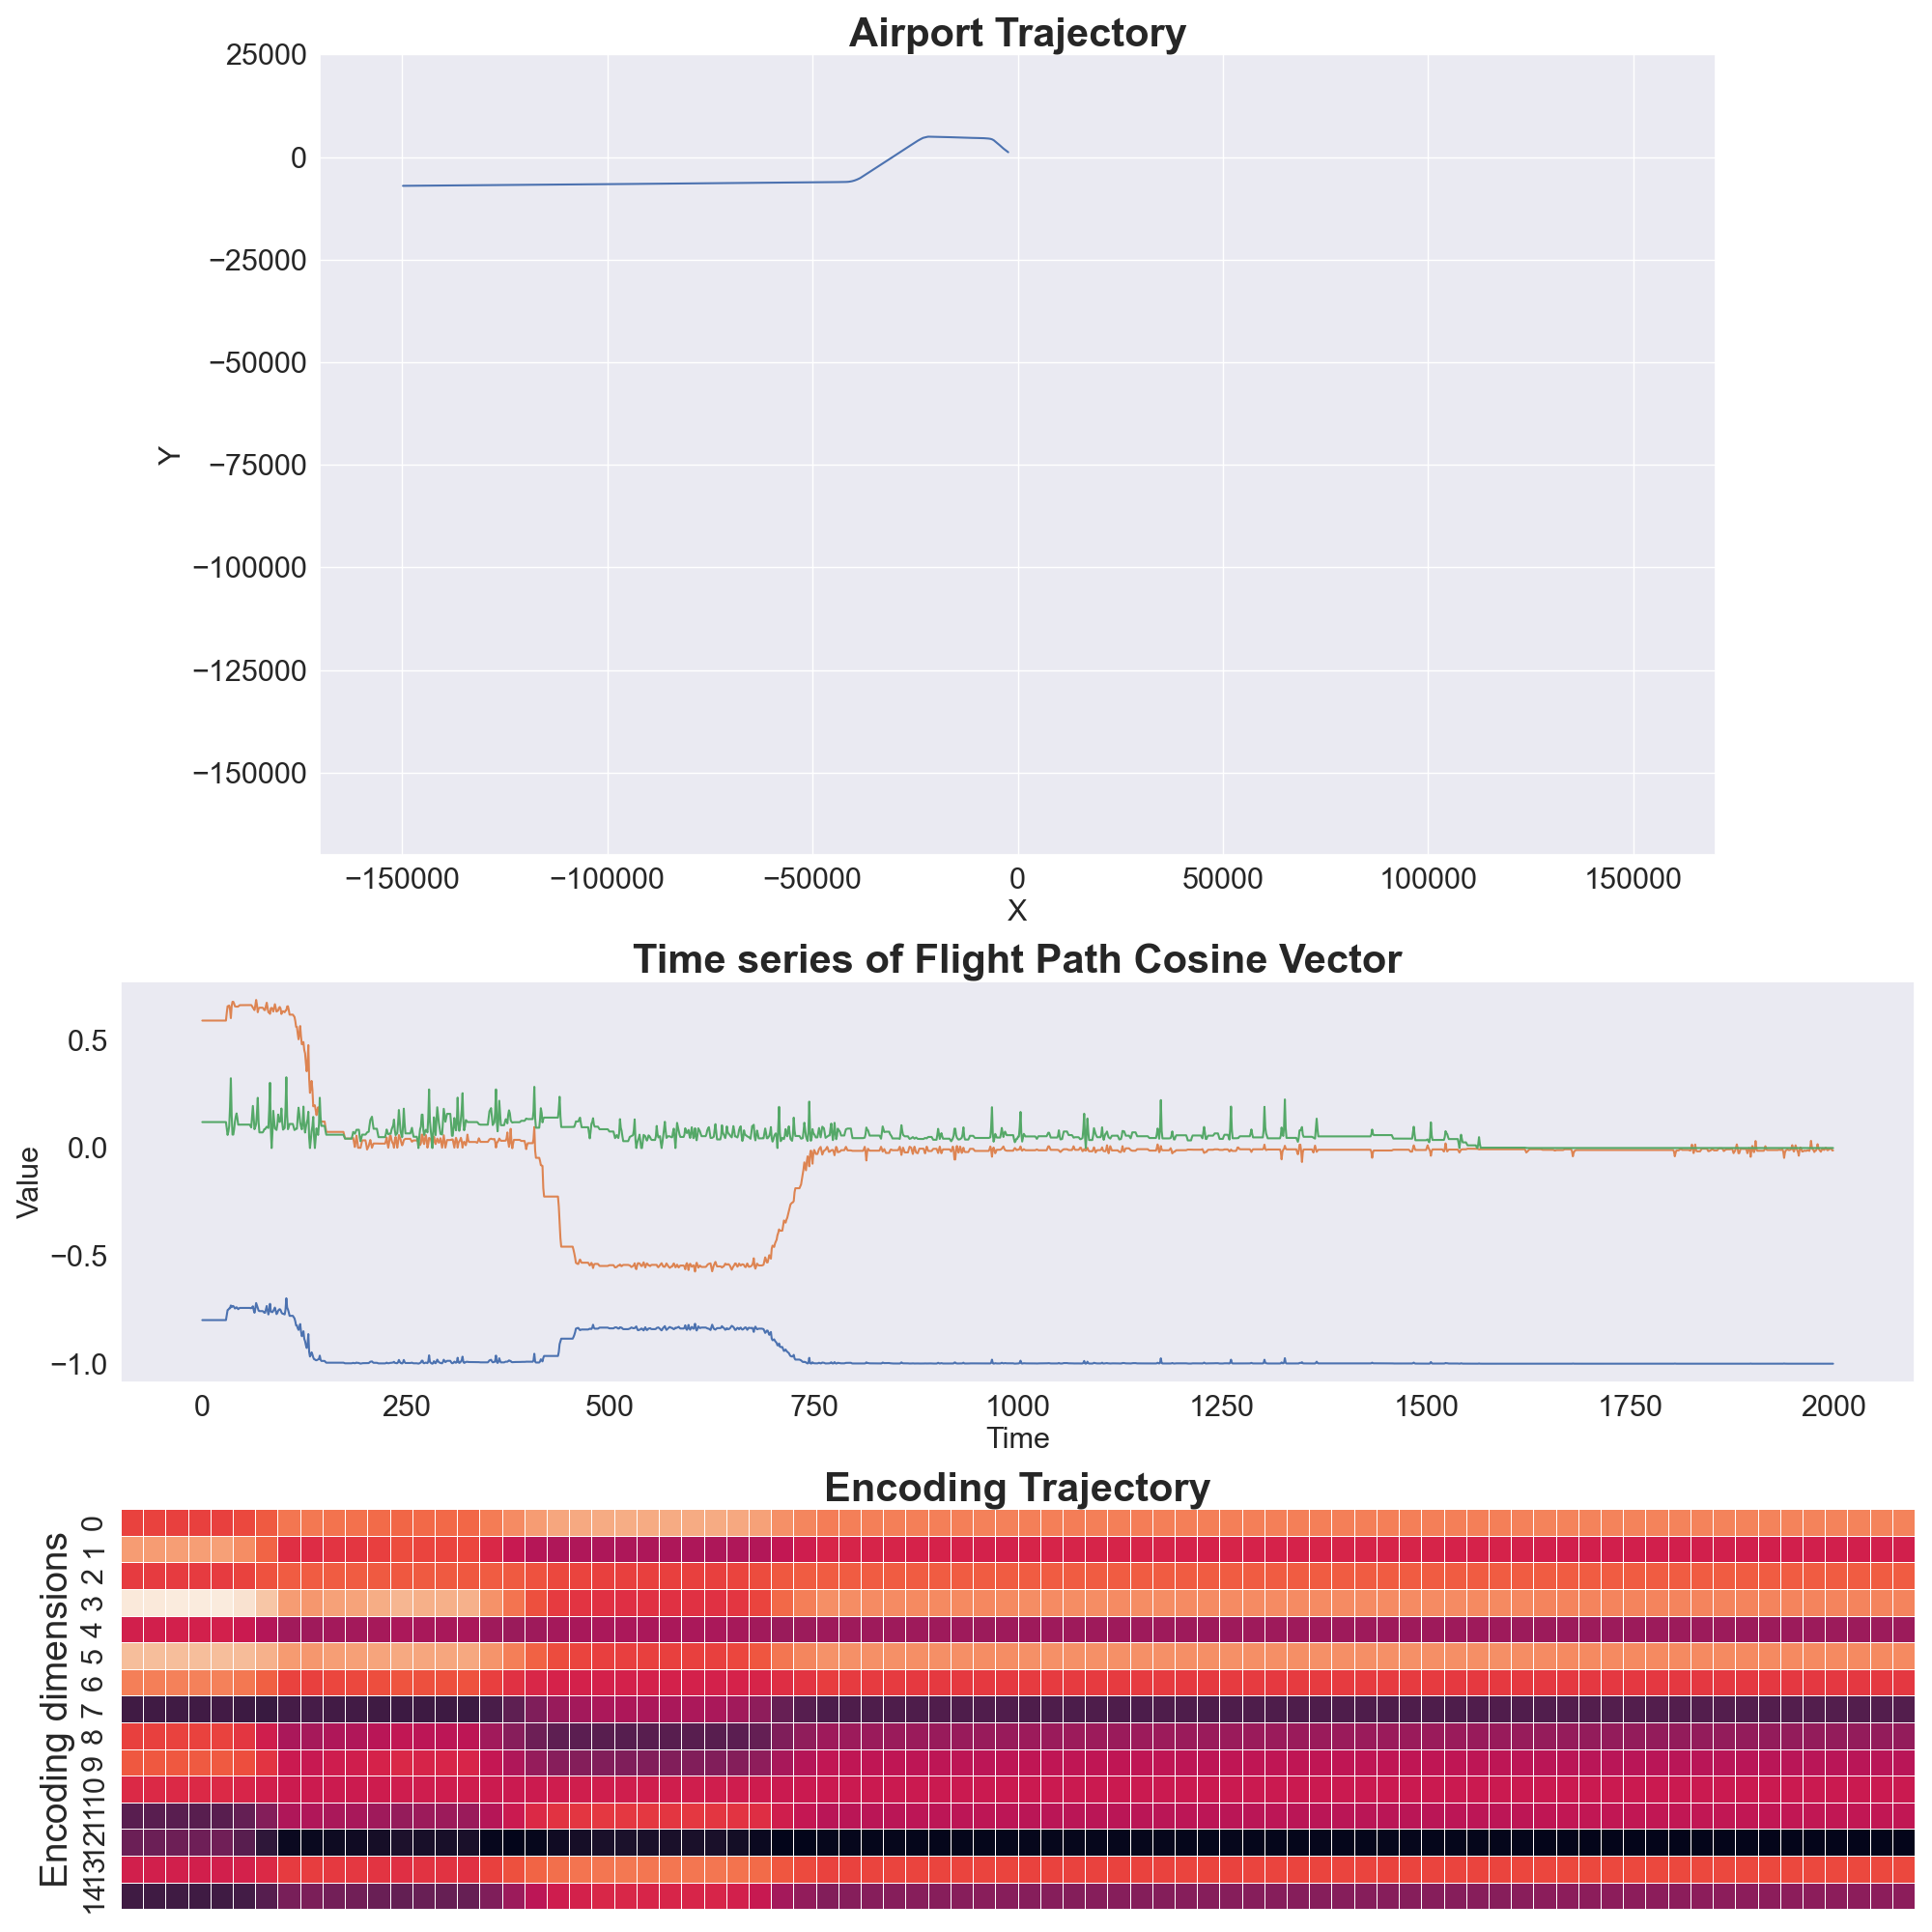 Airport Trajectory
25000
0
−25000
−50000
−75000
−100000
−125000
−150000
Y
−150000 −100000 −50000 0 50000 100000 150000
X
Time series of Flight Path Cosine Vector
0.5
0.0
−0.5
−1.0
Value
0 250 500 750 1000 1250 1500 1750 2000
Time
Encoding Trajectory
Encoding dimensions
0
1
2
3
4
5
6
7
8
9
10
11
12
13
14